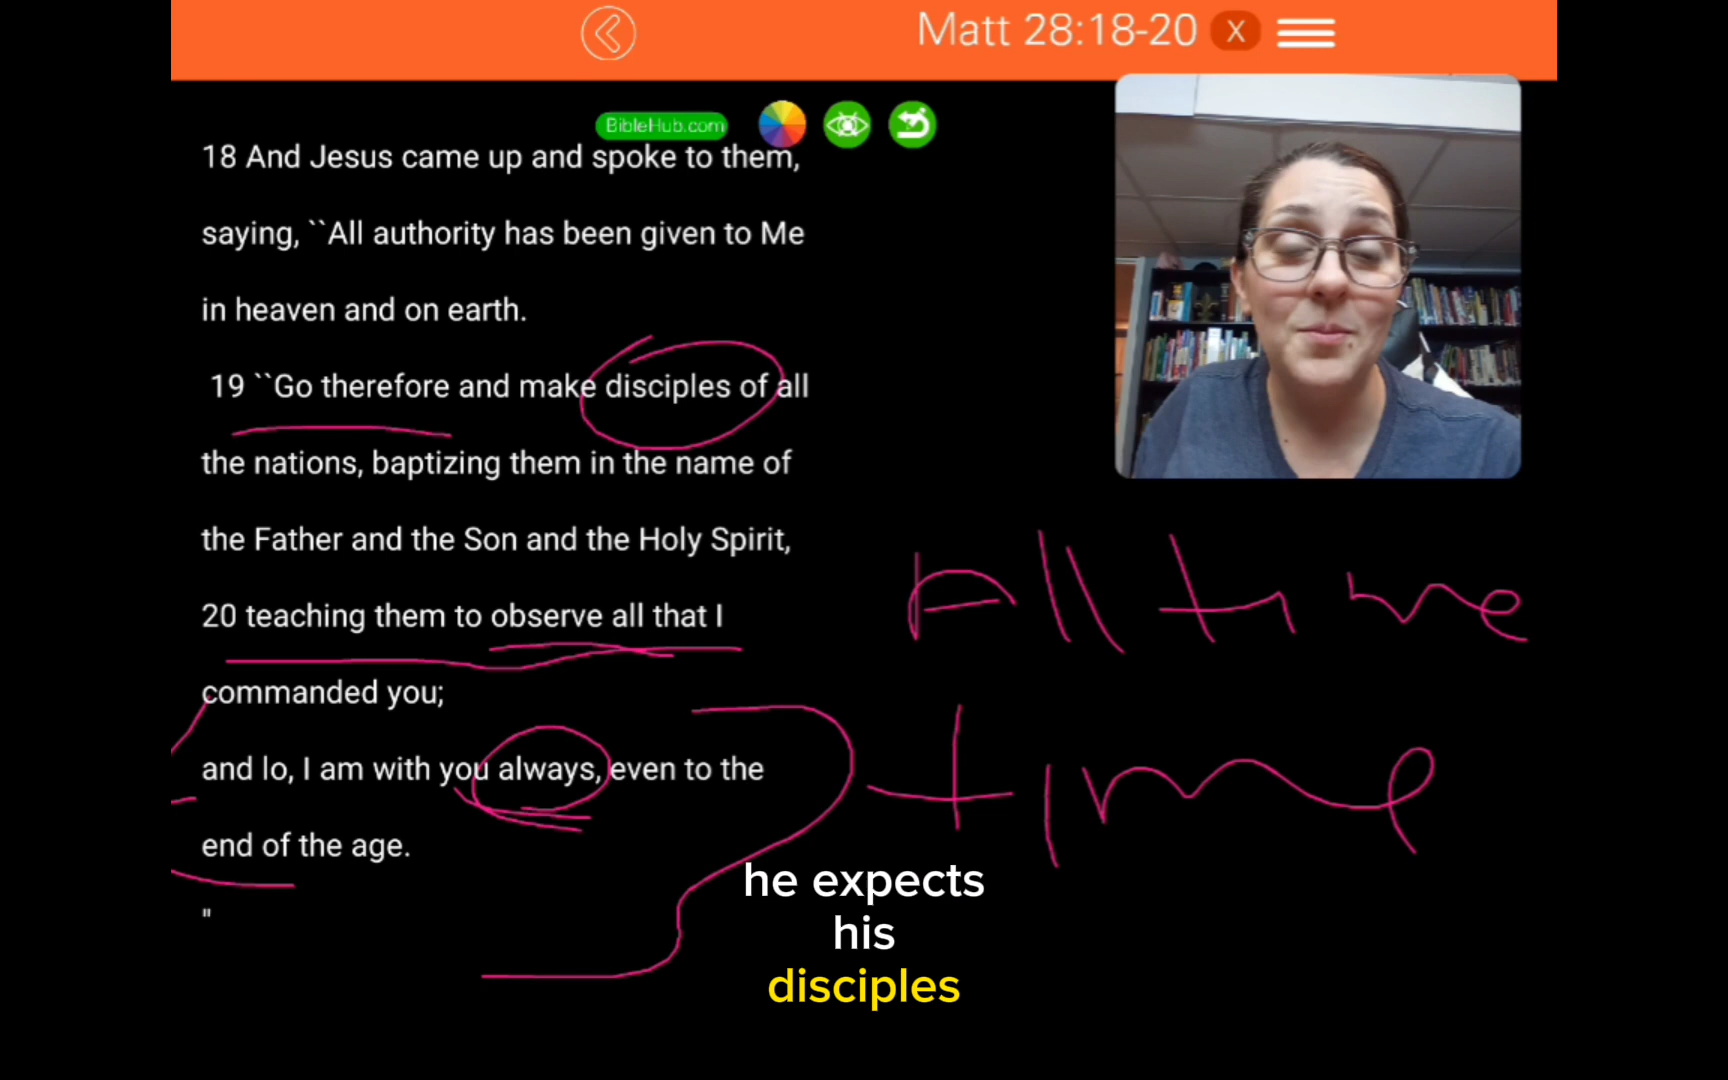 Matt 28:18-20 X
BibleHub.com
18 And Jesus came up and spoke to them,
saying, ``All authority has been given to Me
in heaven and on earth.
19 ``Go therefore and make disciples of all
the nations, baptizing them in the name of
the Father and the Son and the Holy Spirit,
20 teaching them to observe all that I
commanded you;
and lo, I am with you always, even to the
end of the age.
"
All time
time
he expects
his
disciples